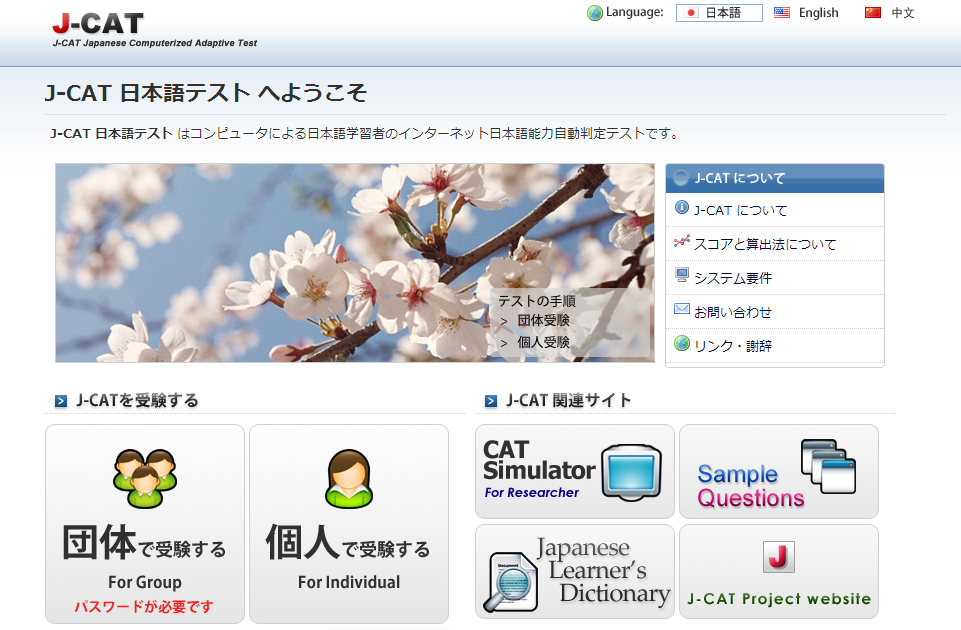 J-CAT
J-CAT Japanese Computerized Adaptive Test
Language:
日本語
English
中文
J-CAT 日本語テスト へようこそ
J-CAT 日本語テスト はコンピュータによる日本語学習者のインターネット日本語能力自動判定テストです。
テストの手順
> 団体受験
> 個人受験
J-CAT について
J-CAT について
スコアと算出法について
システム要件
お問い合わせ
リンク・謝辞
J-CATを受験する
団体で受験する
For Group
パスワードが必要です
個人で受験する
For Individual
J-CAT 関連サイト
CAT
Simulator
For Researcher
Sample
Questions
Document
Japanese
Learner's
Dictionary
J
J-CAT Project website